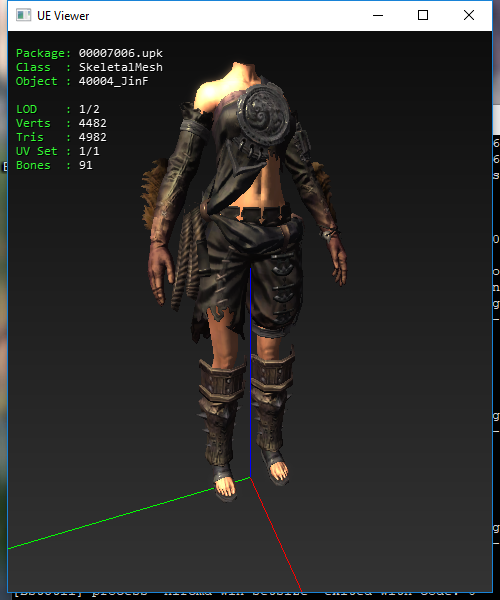 UE Viewer
Package: 00007006.upk
Class : SkeletalMesh
Object : 40004_JinF
LOD : 1/2
Verts : 4482
Tris : 4982
UV Set : 1/1
Bones : 91